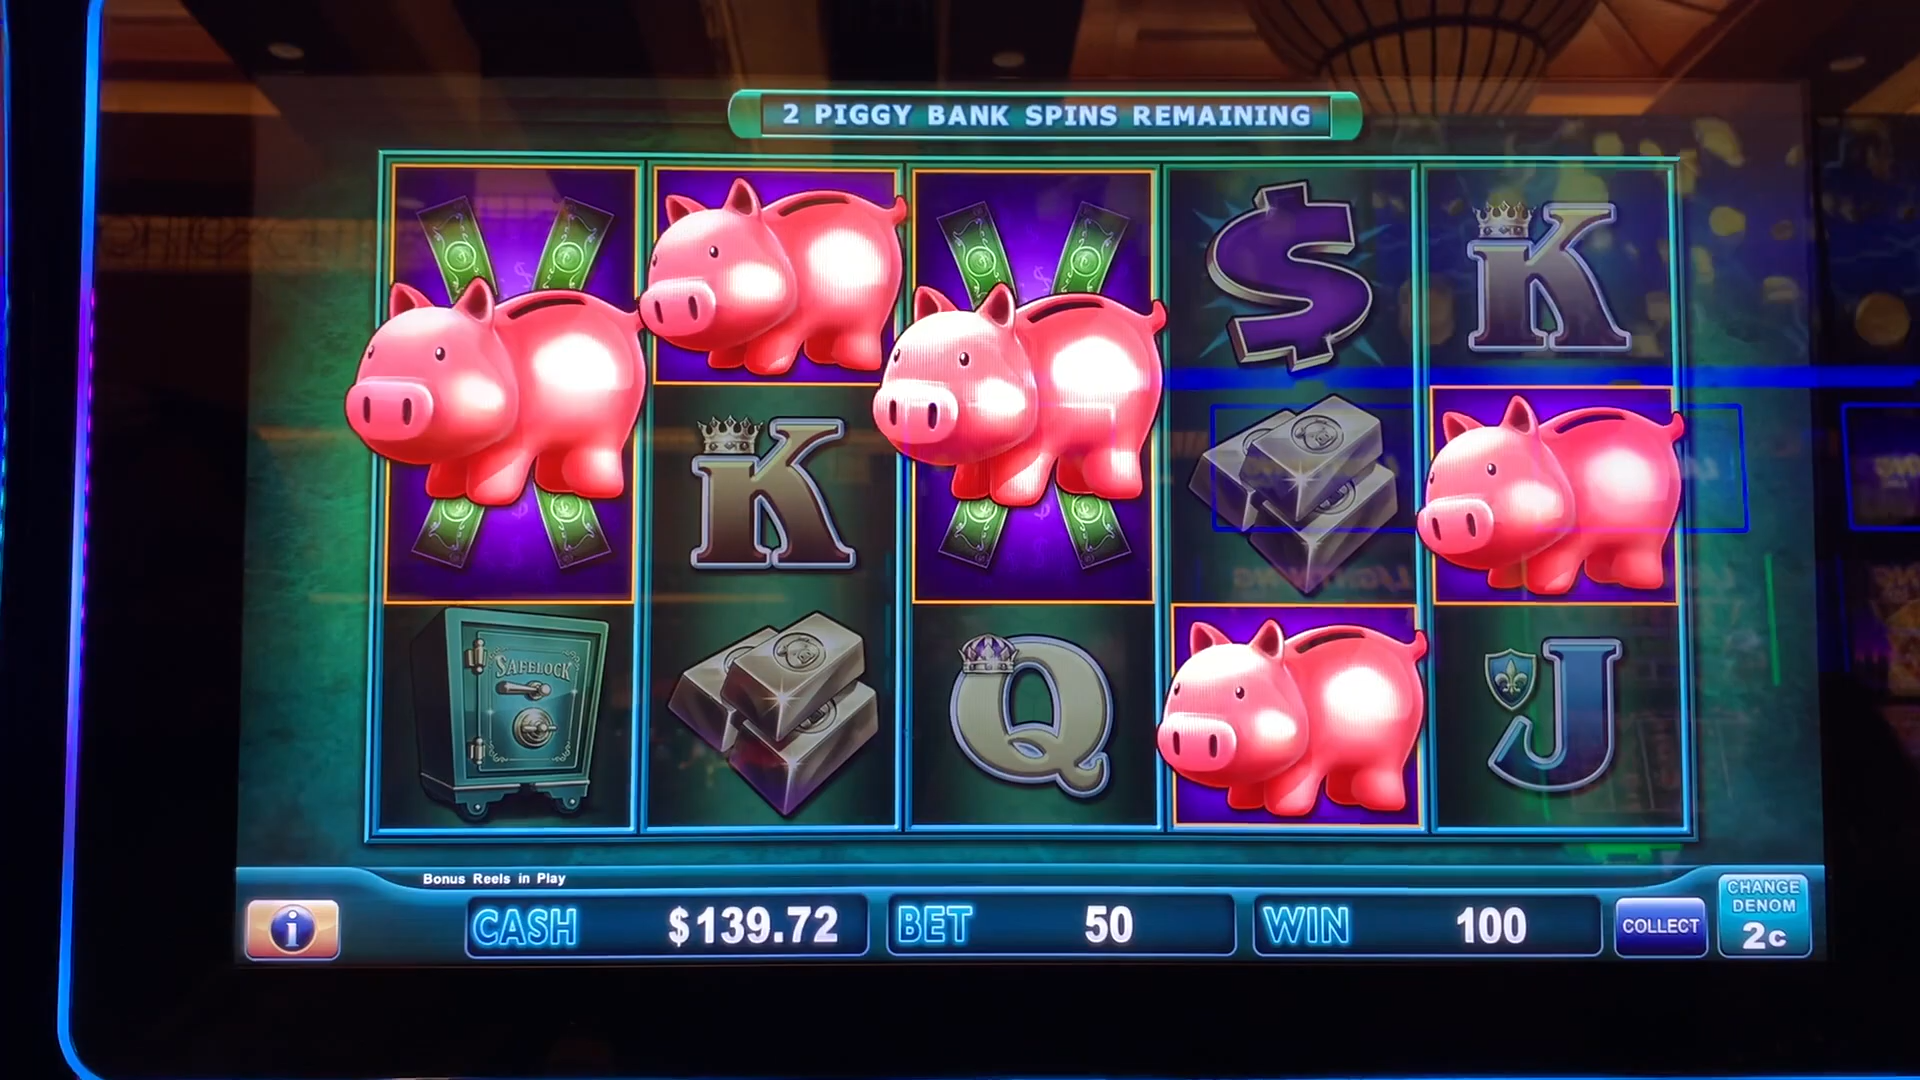 2 PIGGY BANK SPINS REMAINING
$
K
K
SAFELOCK
Q
J
Bonus Reels in Play
i
CASH $139.72
BET 50
WIN 100
COLLECT
CHANGE
DENOM
2c